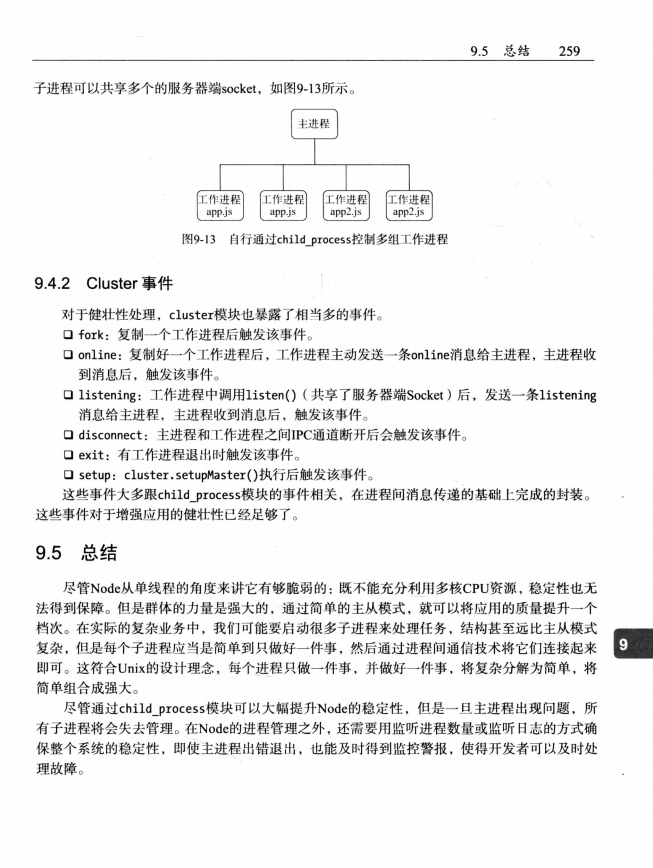 9.5 总结 259
子进程可以共享多个的服务器端socket，如图9-13所示。
主进程
工作进程 工作进程 工作进程 工作进程
app.js app.js app2.js app2.js
图9-13 自行通过child_process控制多组工作进程
9.4.2 Cluster 事件
对于健壮性处理，cluster模块也暴露了相当多的事件。
❑ fork：复制一个工作进程后触发该事件。
❑ online：复制好一个工作进程后，工作进程主动发送一条online消息给主进程，主进程收
到消息后，触发该事件。
❑ listening：工作进程中调用listen()（共享了服务器端Socket）后，发送一条listening
消息给主进程，主进程收到消息后，触发该事件。
❑ disconnect：主进程和工作进程之间IPC通道断开后会触发该事件。
❑ exit：有工作进程退出时触发该事件。
❑ setup：cluster.setupMaster()执行后触发该事件。
这些事件大多跟child_process模块的事件相关，在进程间消息传递的基础上完成的封装。
这些事件对于增强应用的健壮性已经足够了。
9.5 总结
尽管Node从单线程的角度来讲它有够脆弱的：既不能充分利用多核CPU资源，稳定性也无
法得到保障。但是群体的力量是强大的，通过简单的主从模式，就可以将应用的质量提升一个
档次。在实际的复杂业务中，我们可能要启动很多子进程来处理任务，结构甚至远比主从模式
复杂，但是每个子进程应当是简单到只做好一件事，然后通过进程间通信技术将它们连接起来
即可。这符合Unix的设计理念，每个进程只做一件事，并做好一件事，将复杂分解为简单，将
简单组合成强大。
9
尽管通过child_process模块可以大幅提升Node的稳定性，但是一旦主进程出现问题，所
有子进程将会失去管理。在Node的进程管理之外，还需要用监听进程数量或监听日志的方式确
保整个系统的稳定性，即使主进程出错退出，也能及时得到监控警报，使得开发者可以及时处
理故障。